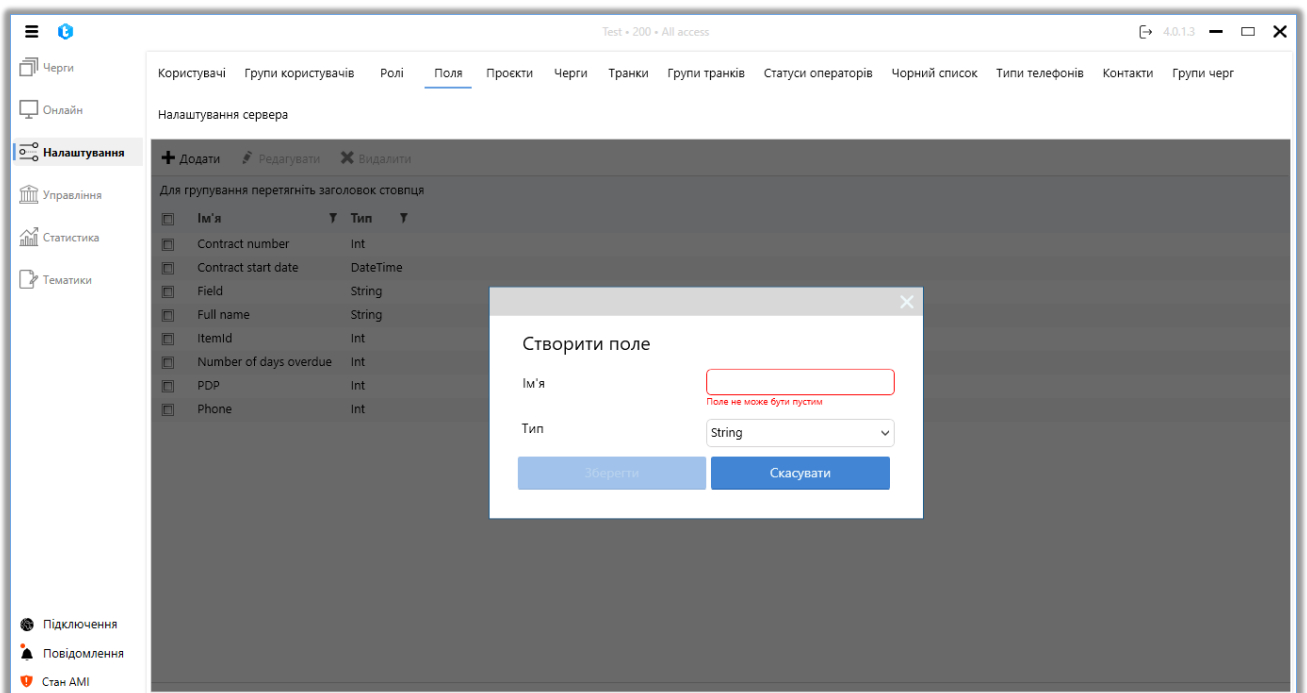 Test • 200 • All access
4.0.1.3
Черги
Онлайн
Налаштування
Управління
Статистика
Тематики
Підключення
Повідомлення
Стан AMI
Користувачі Групи користувачів Ролі Поля Проєкти Черги Транки Групи транків Статуси операторів Чорний список Типи телефонів Контакти Групи черг
Налаштування сервера
Додати Редагувати Видалити
Для групування перетягніть заголовок стовпця
Ім'я Тип
Contract number Int
Contract start date DateTime
Field String
Full name String
ItemId Int
Number of days overdue Int
PDP Int
Phone Int
Створити поле
Ім'я
Поле не може бути пустим
Тип String
Зберегти Скасувати